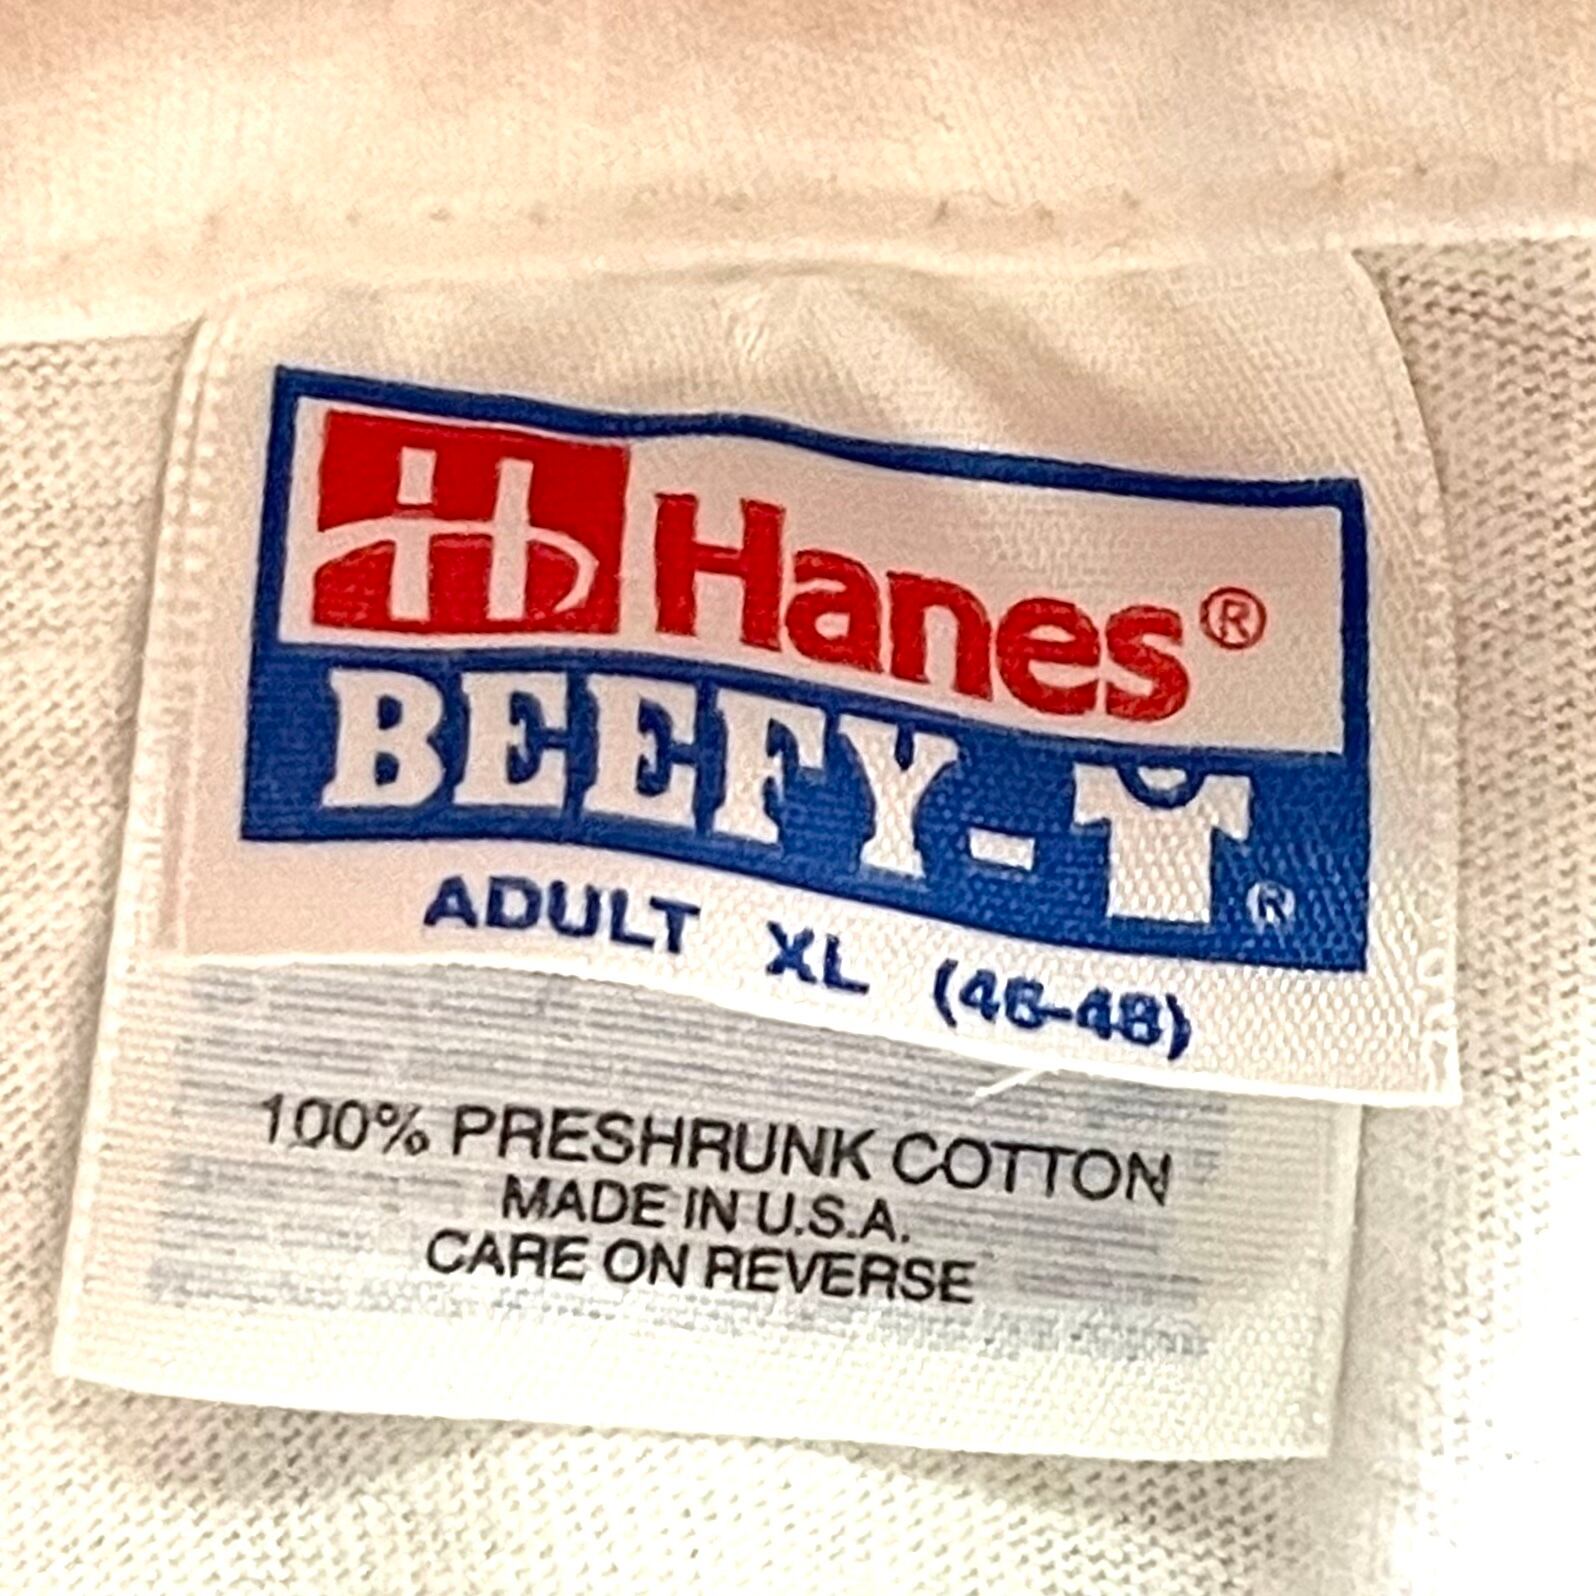 Hanes®
BEEFY-T®
ADULT XL (46-48)
100% PRESHRUNK COTTON
MADE IN U.S.A.
CARE ON REVERSE